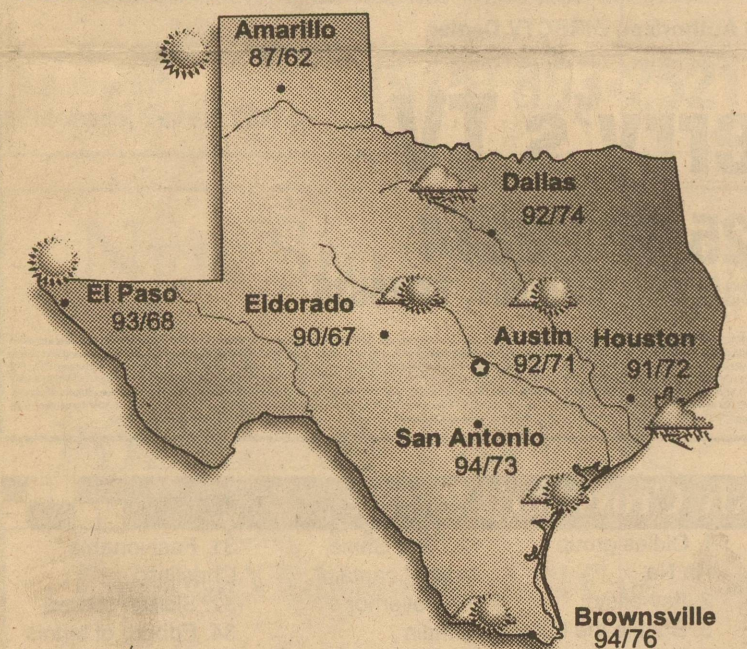 Amarillo
87/62
Dallas
92/74
El Paso
93/68
Eldorado
90/67
Austin
92/71
Houston
91/72
San Antonio
94/73
Brownsville
94/76